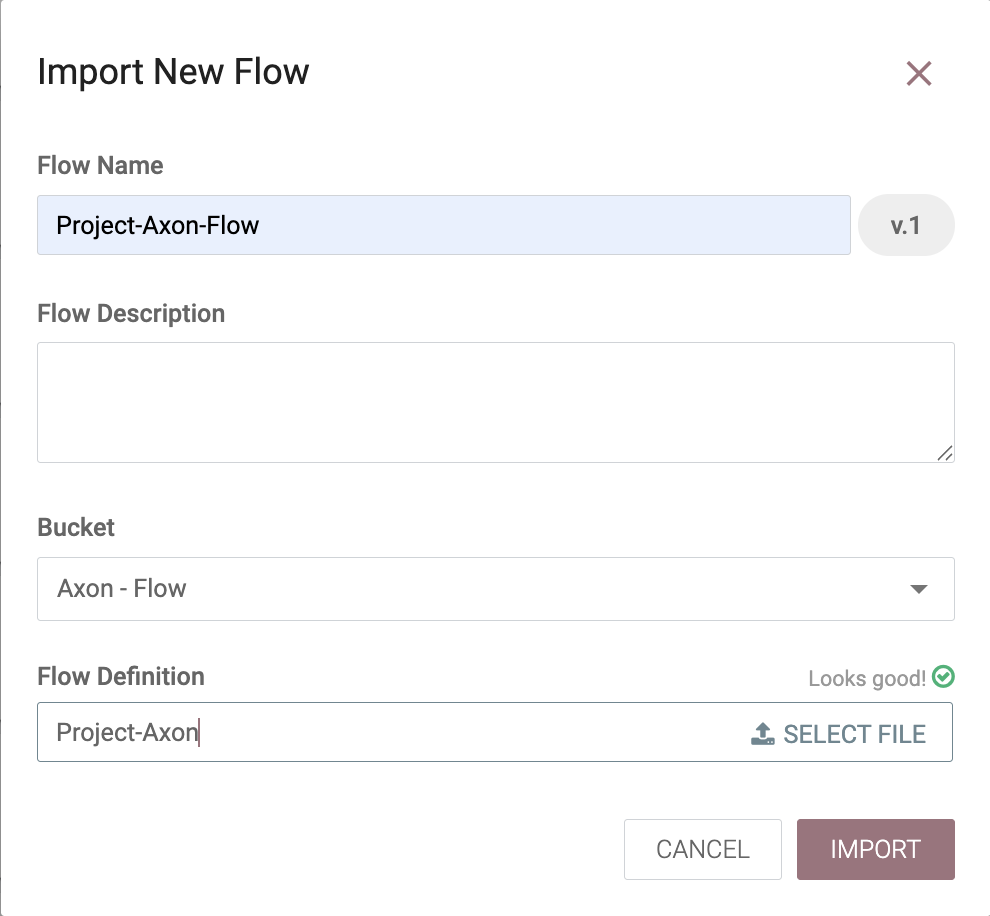 Import New Flow
Flow Name
Project-Axon-Flow
v.1
Flow Description
Bucket
Axon - Flow
Flow Definition
Looks good!
Project-Axon
SELECT FILE
CANCEL
IMPORT